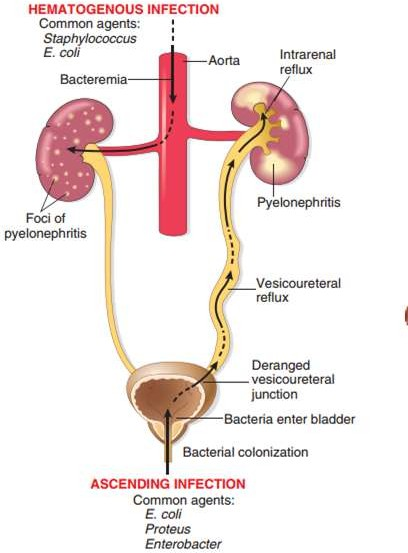 HEMATOGENOUS INFECTION
Common agents:
Staphylococcus
E. coli
Bacteremia
Aorta
Intrarenal
reflux
Foci of
pyelonephritis
Pyelonephritis
Vesicoureteral
reflux
Deranged
vesicoureteral
junction
Bacteria enter bladder
Bacterial colonization
ASCENDING INFECTION
Common agents:
E. coli
Proteus
Enterobacter